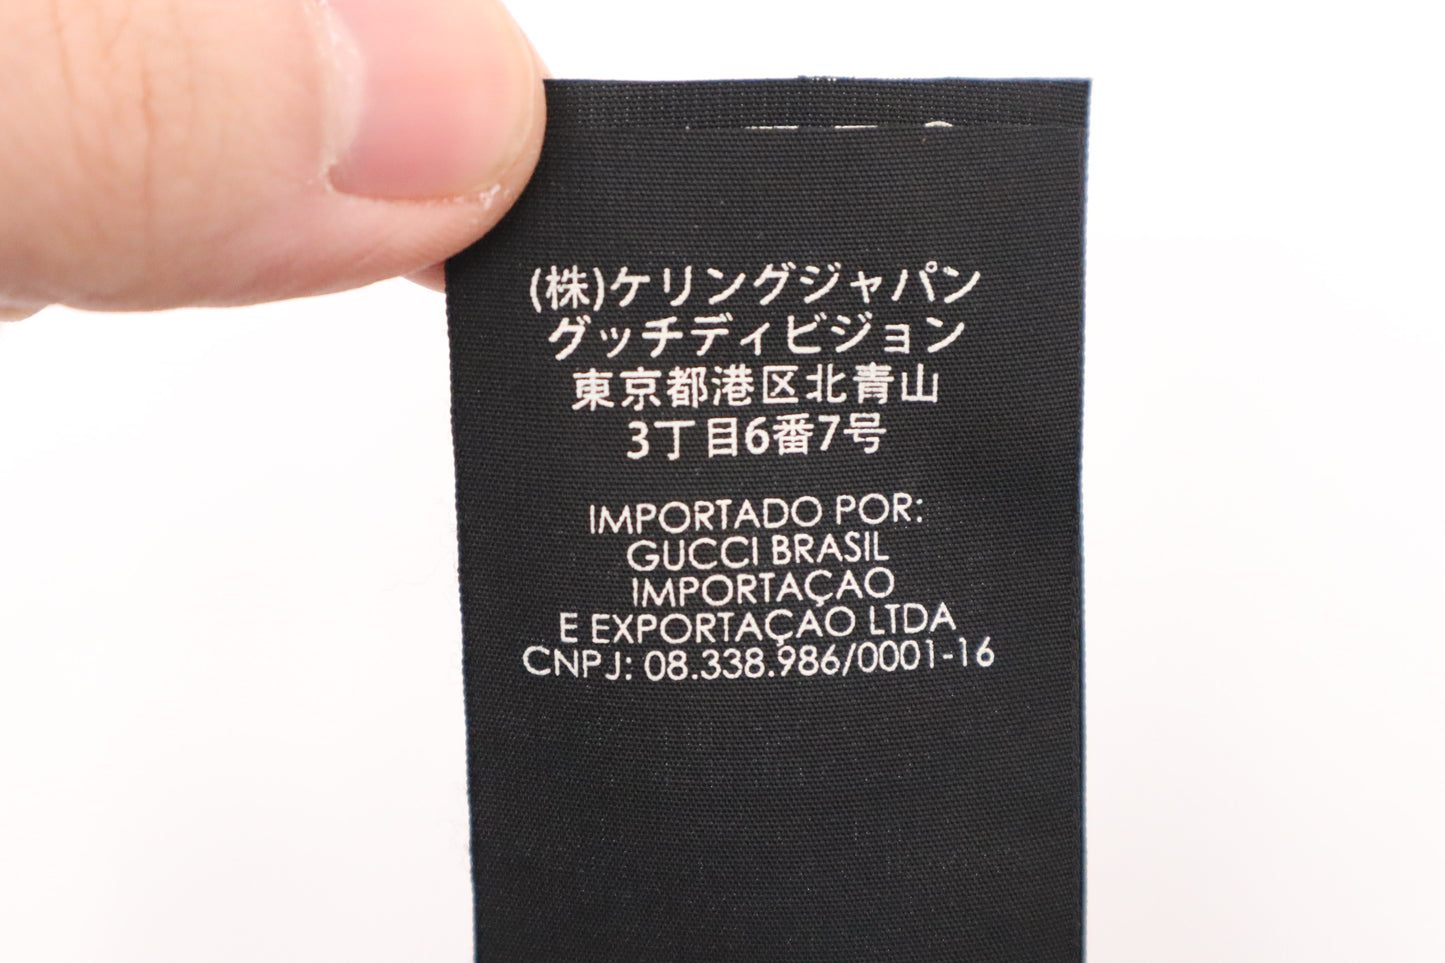 (株)ケリングジャパン
グッチディビジョン
東京都港区北青山
3丁目6番7号
IMPORTADO POR:
GUCCI BRASIL
IMPORTAÇAO
E EXPORTAÇAO LTDA
CNPJ: 08.338.986/0001-16